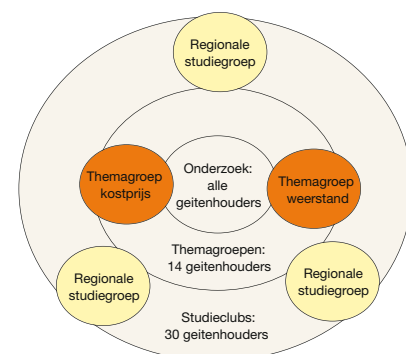 Regionale
studiegroep
Onderzoek:
alle
geitenhouders
Themagroep
kostprijs
Themagroep
weerstand
Themagroepen:
14 geitenhouders
Regionale
studiegroep
Regionale
studiegroep
Studieclubs:
30 geitenhouders